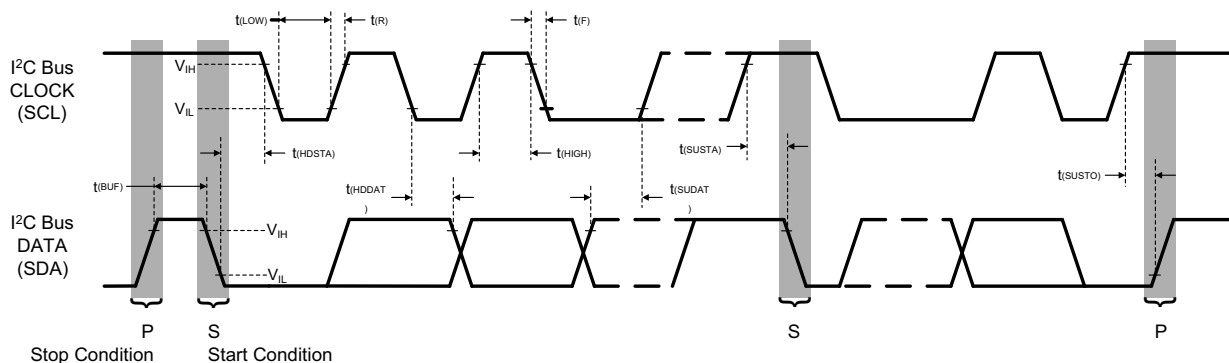 t(LOW)
t(R)
t(F)
I²C Bus
CLOCK
(SCL)
VIH
VIL
t(HDSTA)
t(HIGH)
t(SUSTA)
t(BUF)
t(HDDAT
)
t(SUDAT
)
t(SUSTO)
I²C Bus
DATA
(SDA)
VIH
VIL
P
S
S
P
Stop Condition
Start Condition